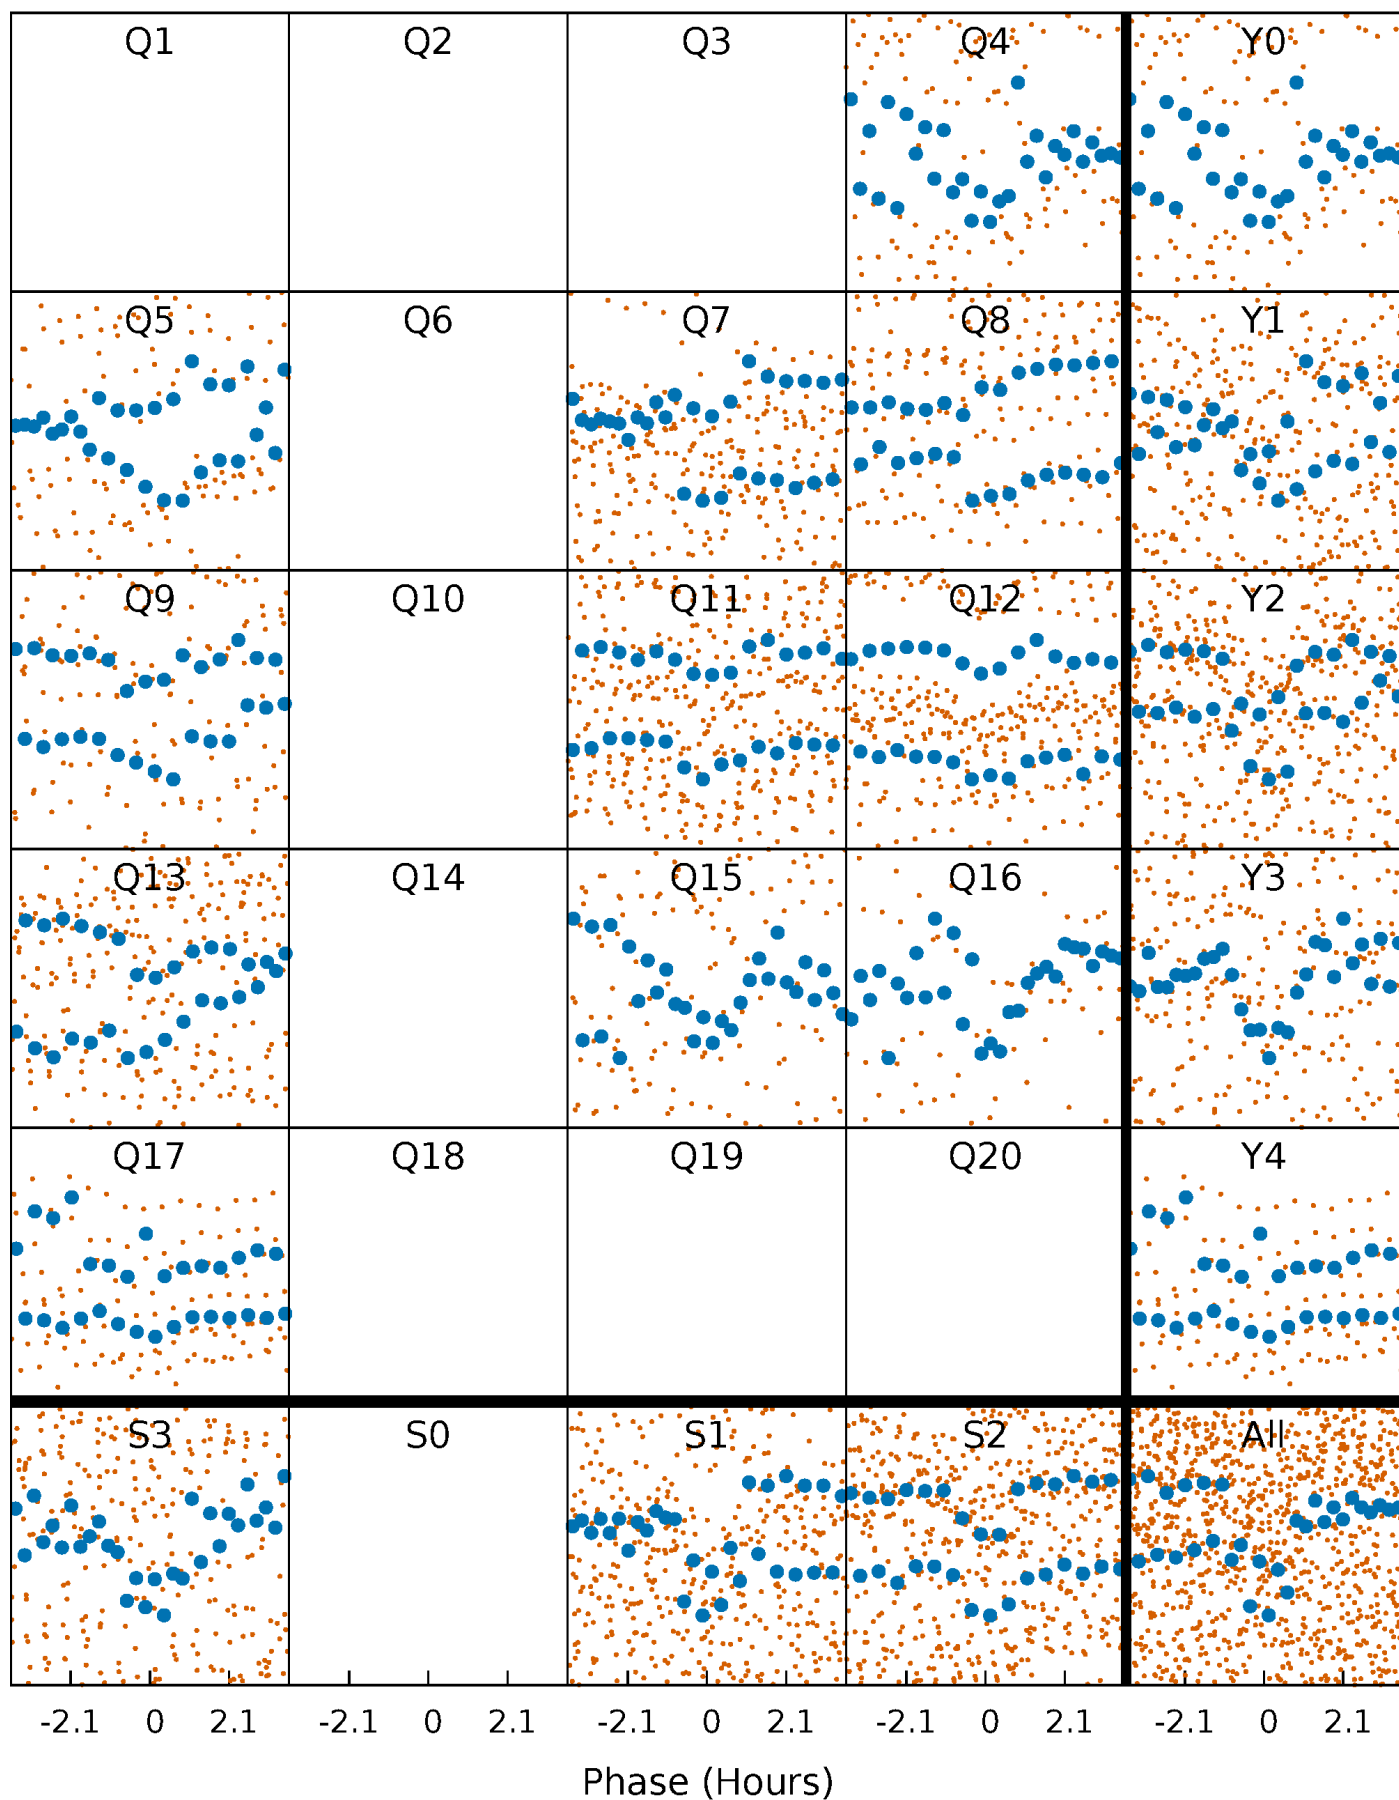 Q1 Q2 Q3 Q4 Y0
Q5 Q6 Q7 Q8 Y1
Q9 Q10 Q11 Q12 Y2
Q13 Q14 Q15 Q16 Y3
Q17 Q18 Q19 Q20 Y4
S3 S0 S1 S2 All
-2.1 0 2.1 -2.1 0 2.1 -2.1 0 2.1 -2.1 0 2.1 -2.1 0 2.1
Phase (Hours)